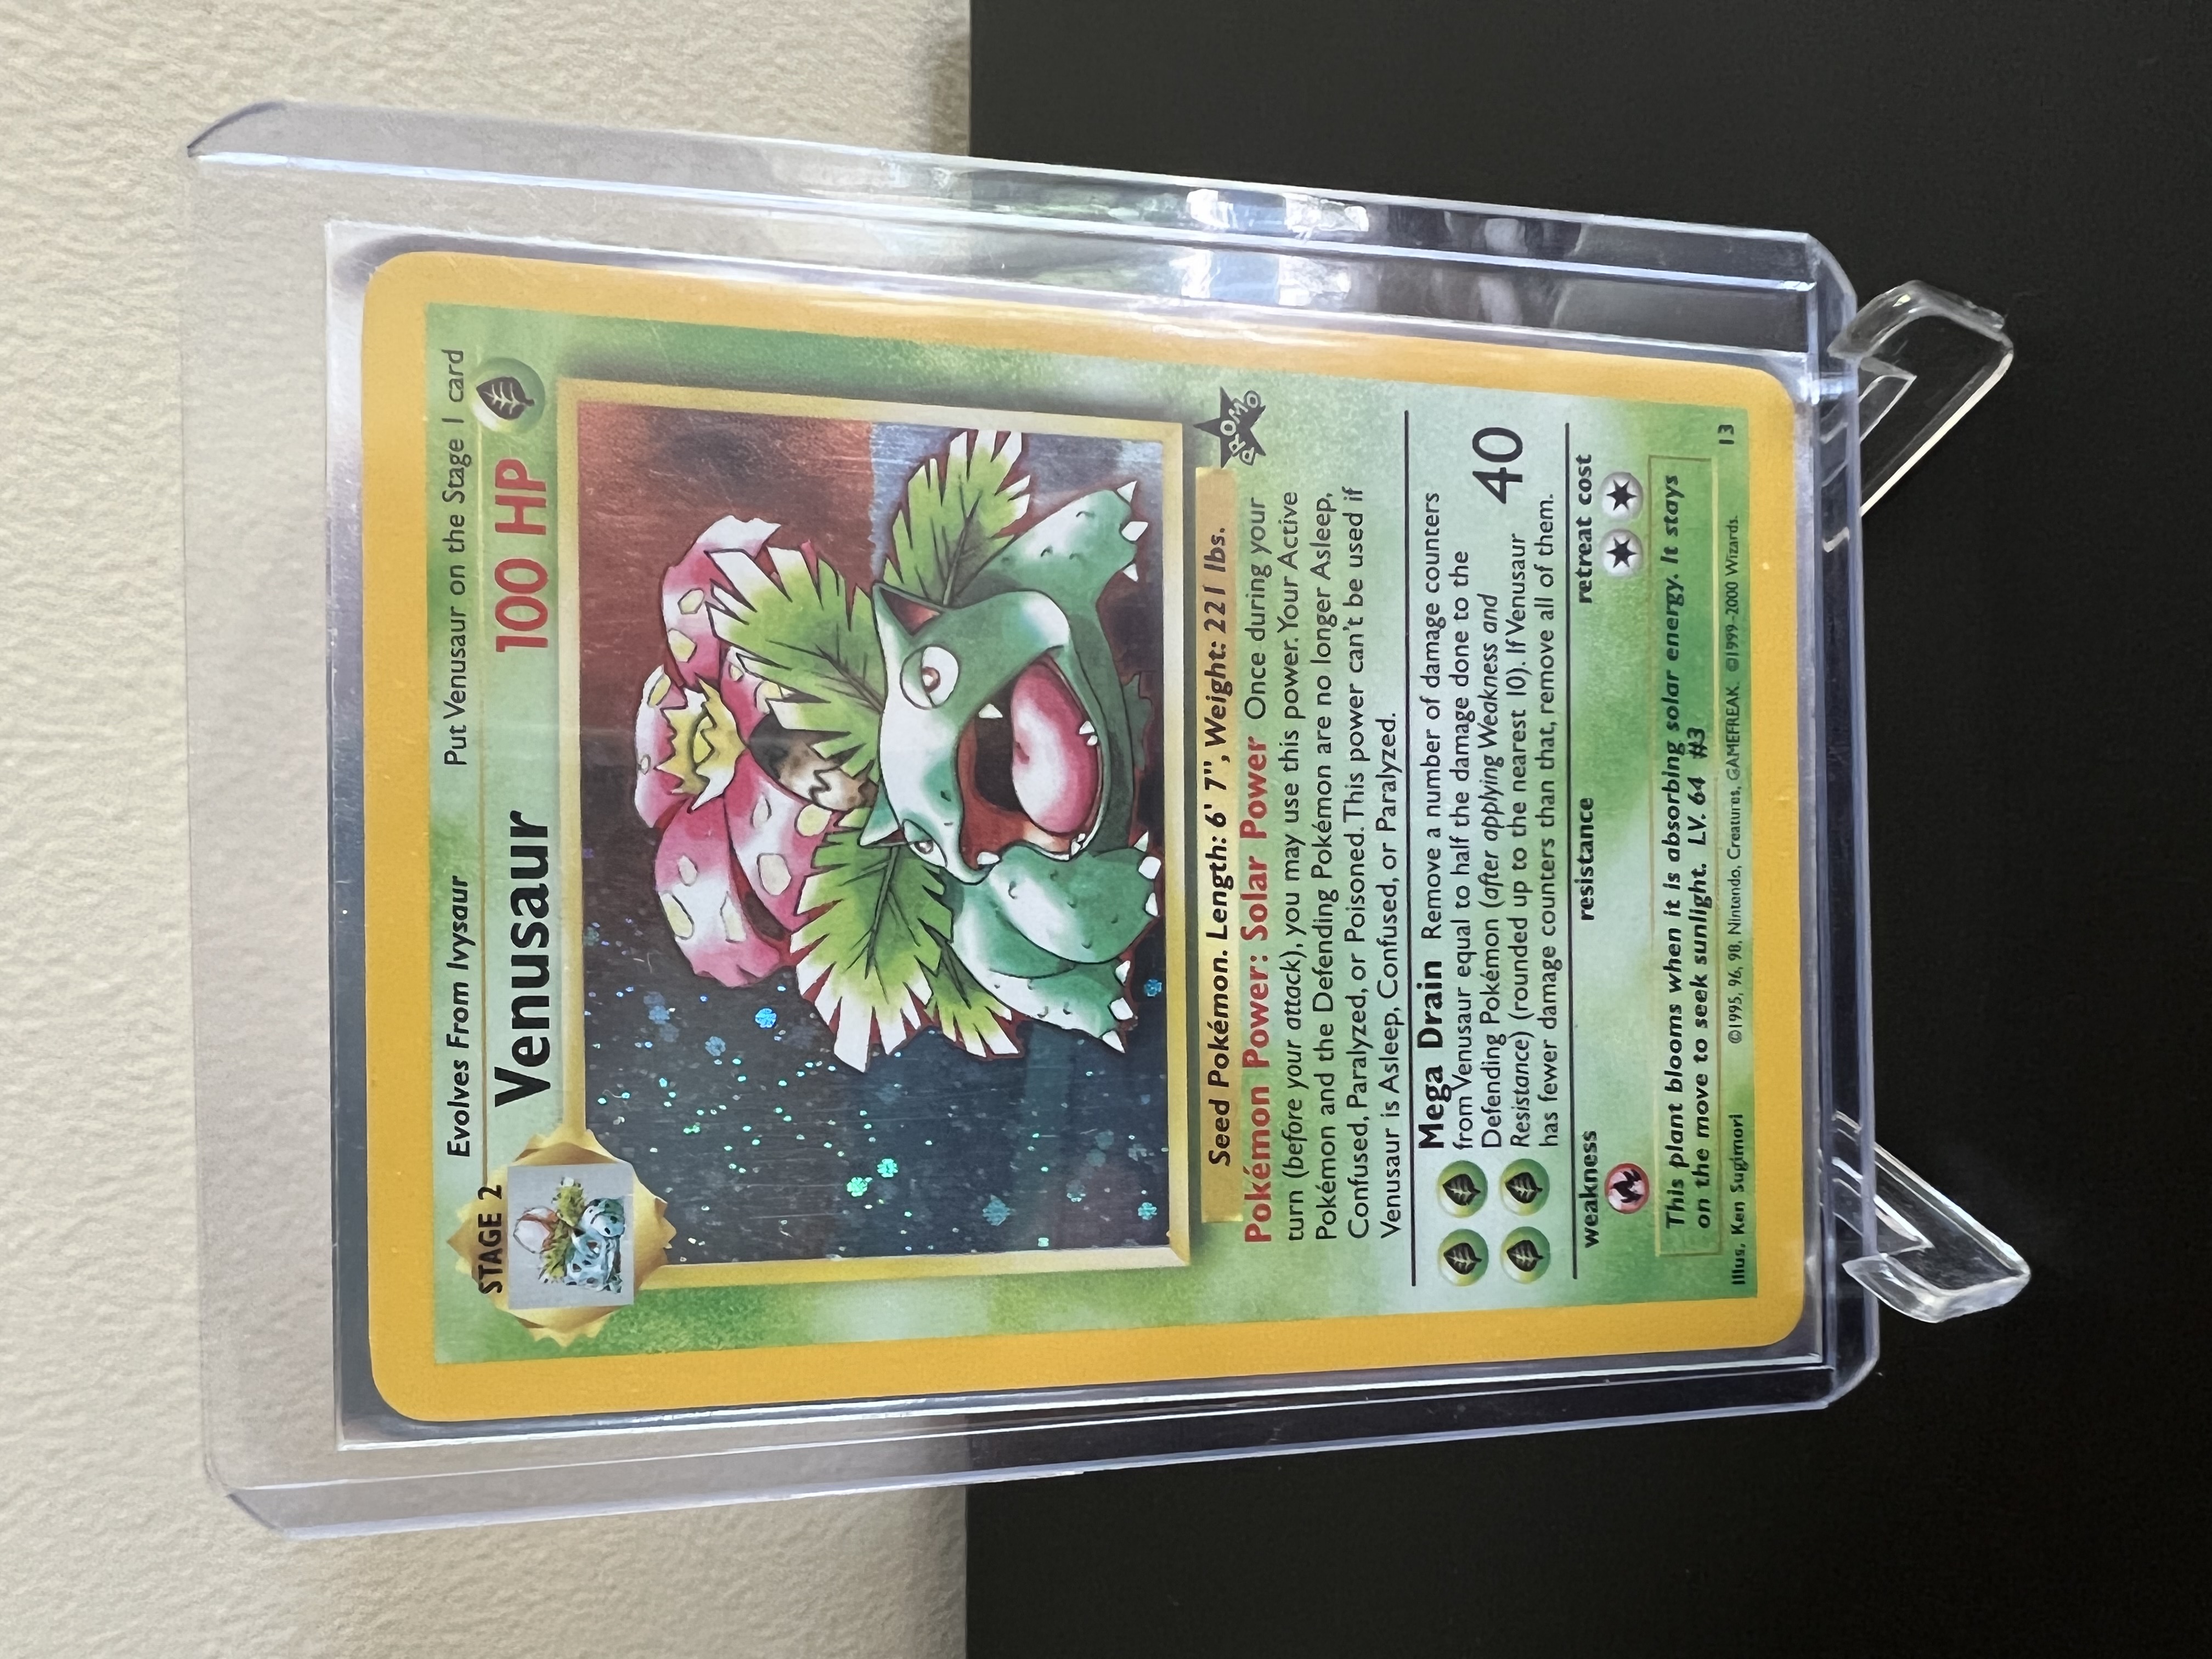 Evolves From Ivysaur Put Venusaur on the Stage 1 card
STAGE 2
Venusaur 100 HP
Seed Pokémon. Length: 6' 7", Weight: 221 lbs.
PROMO
Pokémon Power: Solar Power Once during your
turn (before your attack), you may use this power. Your Active
Pokémon and the Defending Pokémon are no longer Asleep,
Confused, Paralyzed, or Poisoned. This power can't be used if
Venusaur is Asleep, Confused, or Paralyzed.
Mega Drain Remove a number of damage counters
from Venusaur equal to half the damage done to the
Defending Pokémon (after applying Weakness and
Resistance) (rounded up to the nearest 10). If Venusaur
has fewer damage counters than that, remove all of them.
40
weakness resistance retreat cost
This plant blooms when it is absorbing solar energy. It stays
on the move to seek sunlight. LV. 64 #3
Illus. Ken Sugimori ©1995, 96, 98, Nintendo, Creatures, GAMEFREAK. ©1999-2000 Wizards. 13